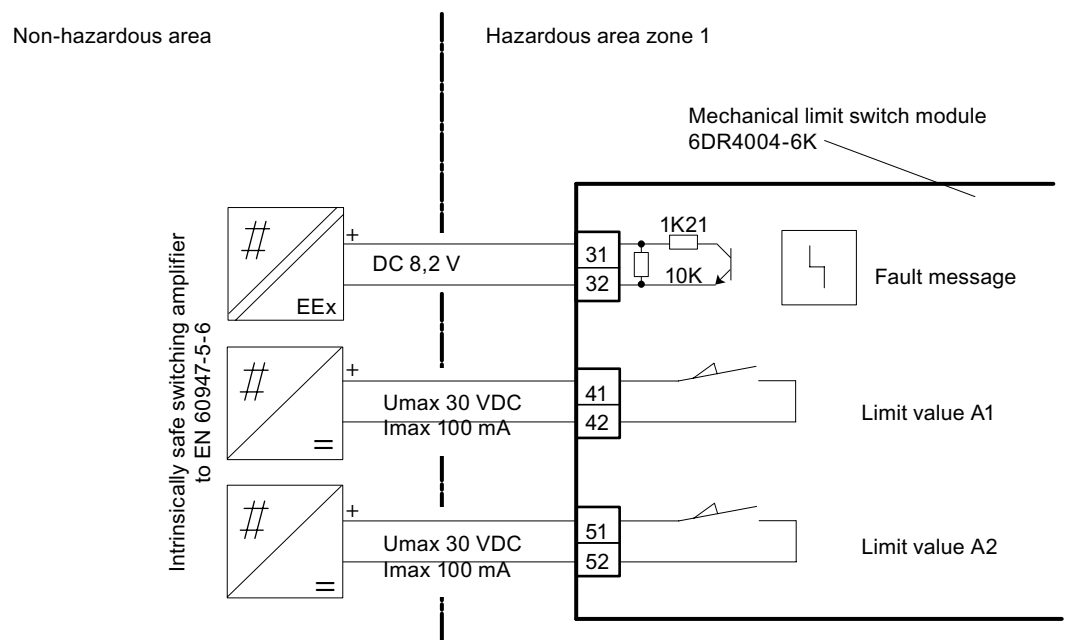 Non-hazardous area
Hazardous area zone 1
Mechanical limit switch module
6DR4004-6K
Intrinsically safe switching amplifier
to EN 60947-5-6
#
+
EEx
DC 8,2 V
31
32
1K21
10K
Fault message
#
+
=
Umax 30 VDC
Imax 100 mA
41
42
Limit value A1
#
+
=
Umax 30 VDC
Imax 100 mA
51
52
Limit value A2